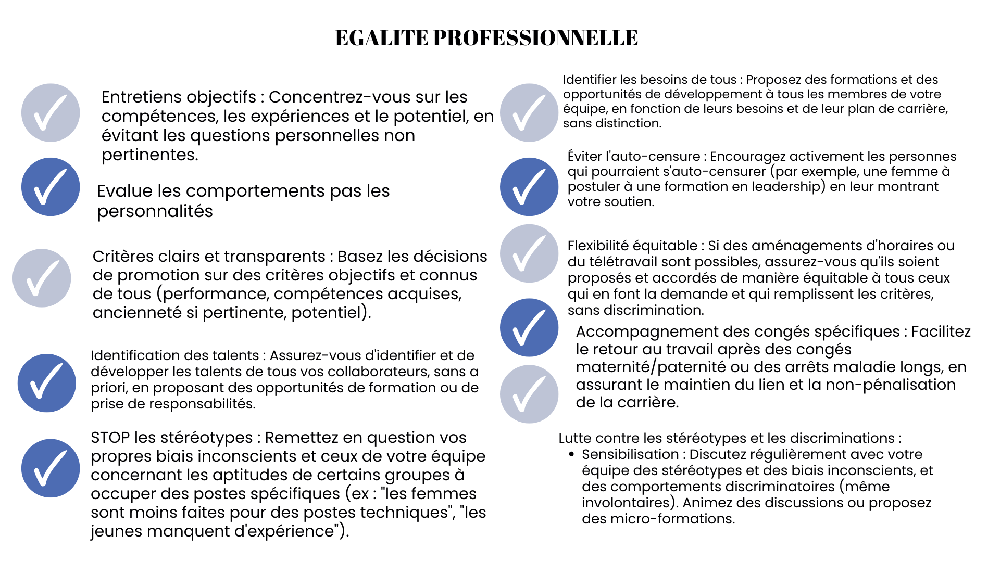 EGALITE PROFESSIONNELLE
Entretiens objectifs : Concentrez-vous sur les
compétences, les expériences et le potentiel, en
évitant les questions personnelles non
pertinentes.
Evalue les comportements pas les
personnalités
Critères clairs et transparents : Basez les décisions
de promotion sur des critères objectifs et connus
de tous (performance, compétences acquises,
ancienneté si pertinente, potentiel).
Identification des talents : Assurez-vous d'identifier et de
développer les talents de tous vos collaborateurs, sans a
priori, en proposant des opportunités de formation ou de
prise de responsabilités.
STOP les stéréotypes : Remettez en question vos
propres biais inconscients et ceux de votre équipe
concernant les aptitudes de certains groupes à
occuper des postes spécifiques (ex : "les femmes
sont moins faites pour des postes techniques", "les
jeunes manquent d'expérience").
Identifier les besoins de tous : Proposez des formations et des
opportunités de développement à tous les membres de votre
équipe, en fonction de leurs besoins et de leur plan de carrière,
sans distinction.
Éviter l'auto-censure : Encouragez activement les personnes
qui pourraient s'auto-censurer (par exemple, une femme à
postuler à une formation en leadership) en leur montrant
votre soutien.
Flexibilité équitable : Si des aménagements d'horaires ou
du télétravail sont possibles, assurez-vous qu'ils soient
proposés et accordés de manière équitable à tous ceux
qui en font la demande et qui remplissent les critères,
sans discrimination.
Accompagnement des congés spécifiques : Facilitez
le retour au travail après des congés
maternité/paternité ou des arrêts maladie longs, en
assurant le maintien du lien et la non-pénalisation
de la carrière.
Lutte contre les stéréotypes et les discriminations :
• Sensibilisation : Discutez régulièrement avec votre
équipe des stéréotypes et des biais inconscients, et
des comportements discriminatoires (même
involontaires). Animez des discussions ou proposez
des micro-formations.